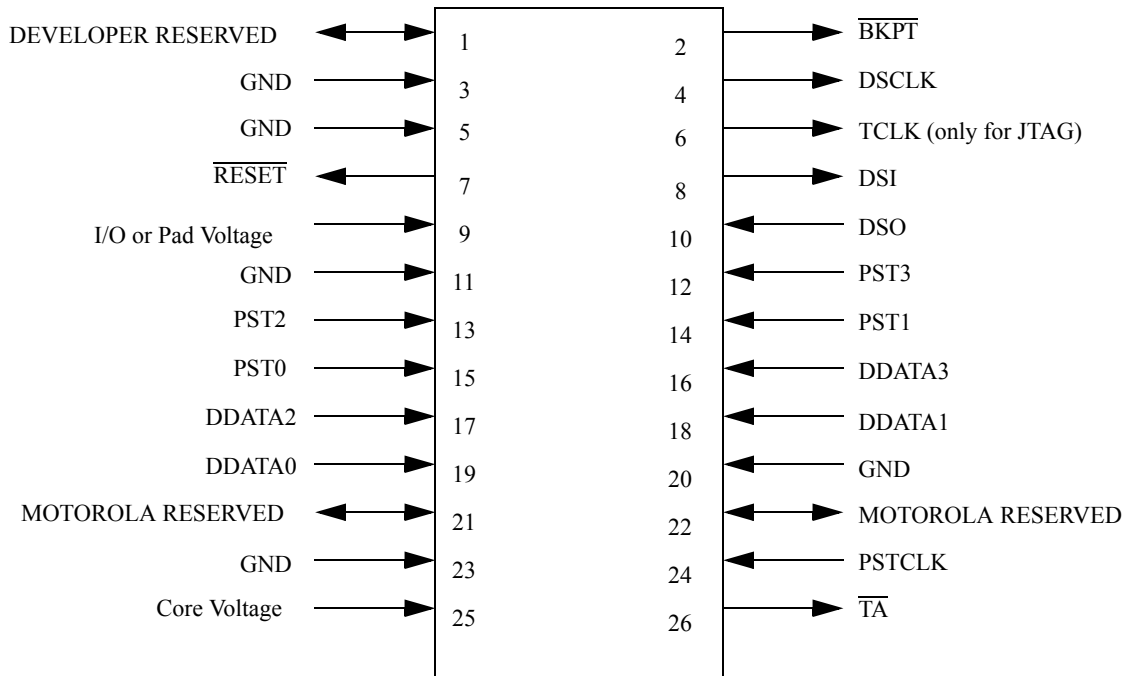 DEVELOPER RESERVED 1 2 BKPT
GND 3 4 DSCLK
GND 5 6 TCLK (only for JTAG)
RESET 7 8 DSI
I/O or Pad Voltage 9 10 DSO
GND 11 12 PST3
PST2 13 14 PST1
PST0 15 16 DDATA3
DDATA2 17 18 DDATA1
DDATA0 19 20 GND
MOTOROLA RESERVED 21 22 MOTOROLA RESERVED
GND 23 24 PSTCLK
Core Voltage 25 26 TA